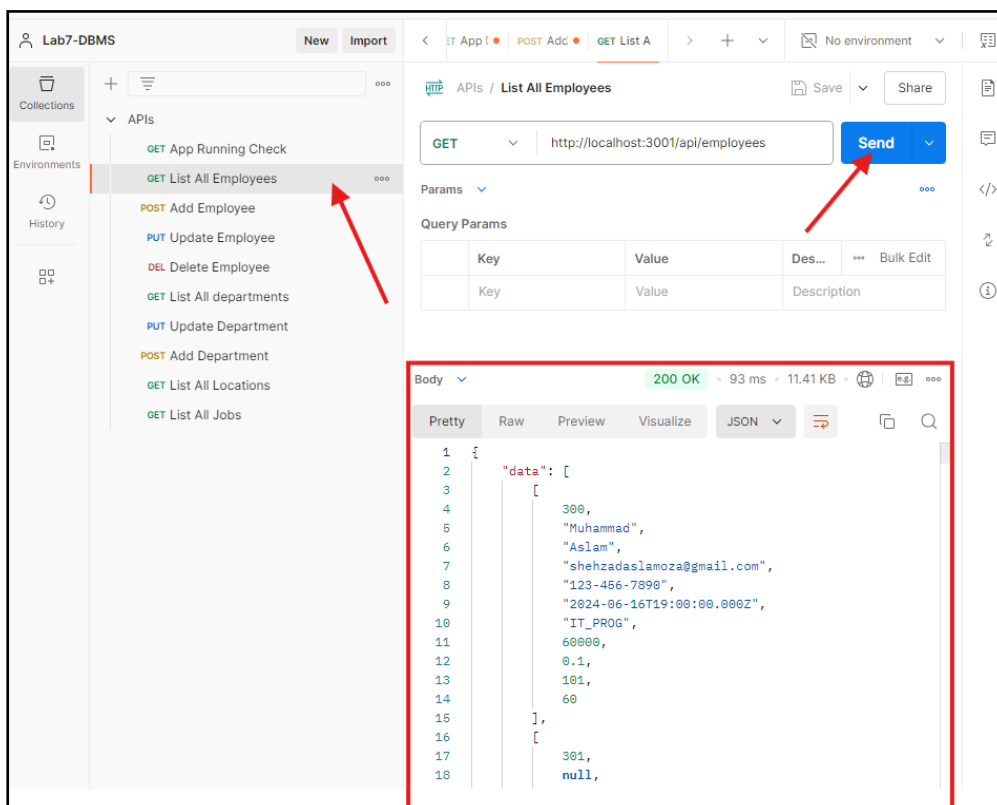 Lab7-DBMS
New
Import
ET App [
POST Add
GET List A
No environment
Collections
Environments
History
APIs
GET App Running Check
GET List All Employees
POST Add Employee
PUT Update Employee
DEL Delete Employee
GET List All departments
PUT Update Department
POST Add Department
GET List All Locations
GET List All Jobs
HTTP APIs / List All Employees
Save
Share
GET
http://localhost:3001/api/employees
Send
Params
Query Params
Key Value Des... Bulk Edit
Key Value Description
Body
200 OK • 93 ms • 11.41 KB
e.g.
Pretty Raw Preview Visualize JSON
1 {
2 "data": [
3 [
4 300,
5 "Muhammad",
6 "Aslam",
7 "shehzadaslamoza@gmail.com",
8 "123-456-7890",
9 "2024-06-16T19:00:00.000Z",
10 "IT_PROG",
11 60000,
12 0.1,
13 101,
14 60
15 ],
16 [
17 301,
18 null,